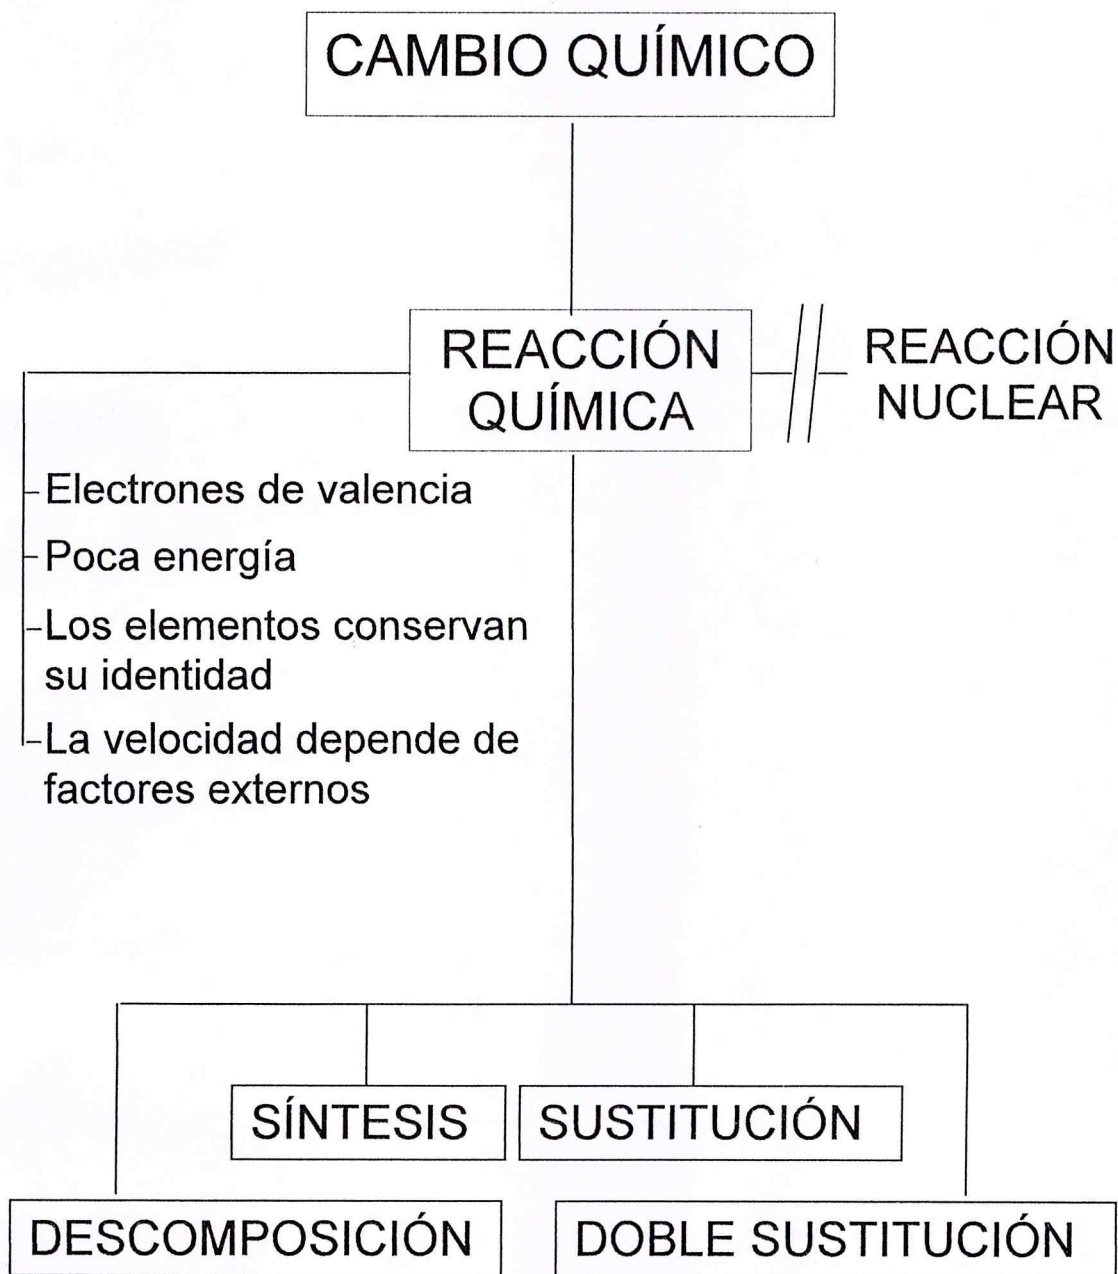 CAMBIO QUÍMICO
REACCIÓN
QUÍMICA
REACCIÓN
NUCLEAR
-Electrones de valencia
-Poca energía
-Los elementos conservan
su identidad
-La velocidad depende de
factores externos
SÍNTESIS
SUSTITUCIÓN
DESCOMPOSICIÓN
DOBLE SUSTITUCIÓN